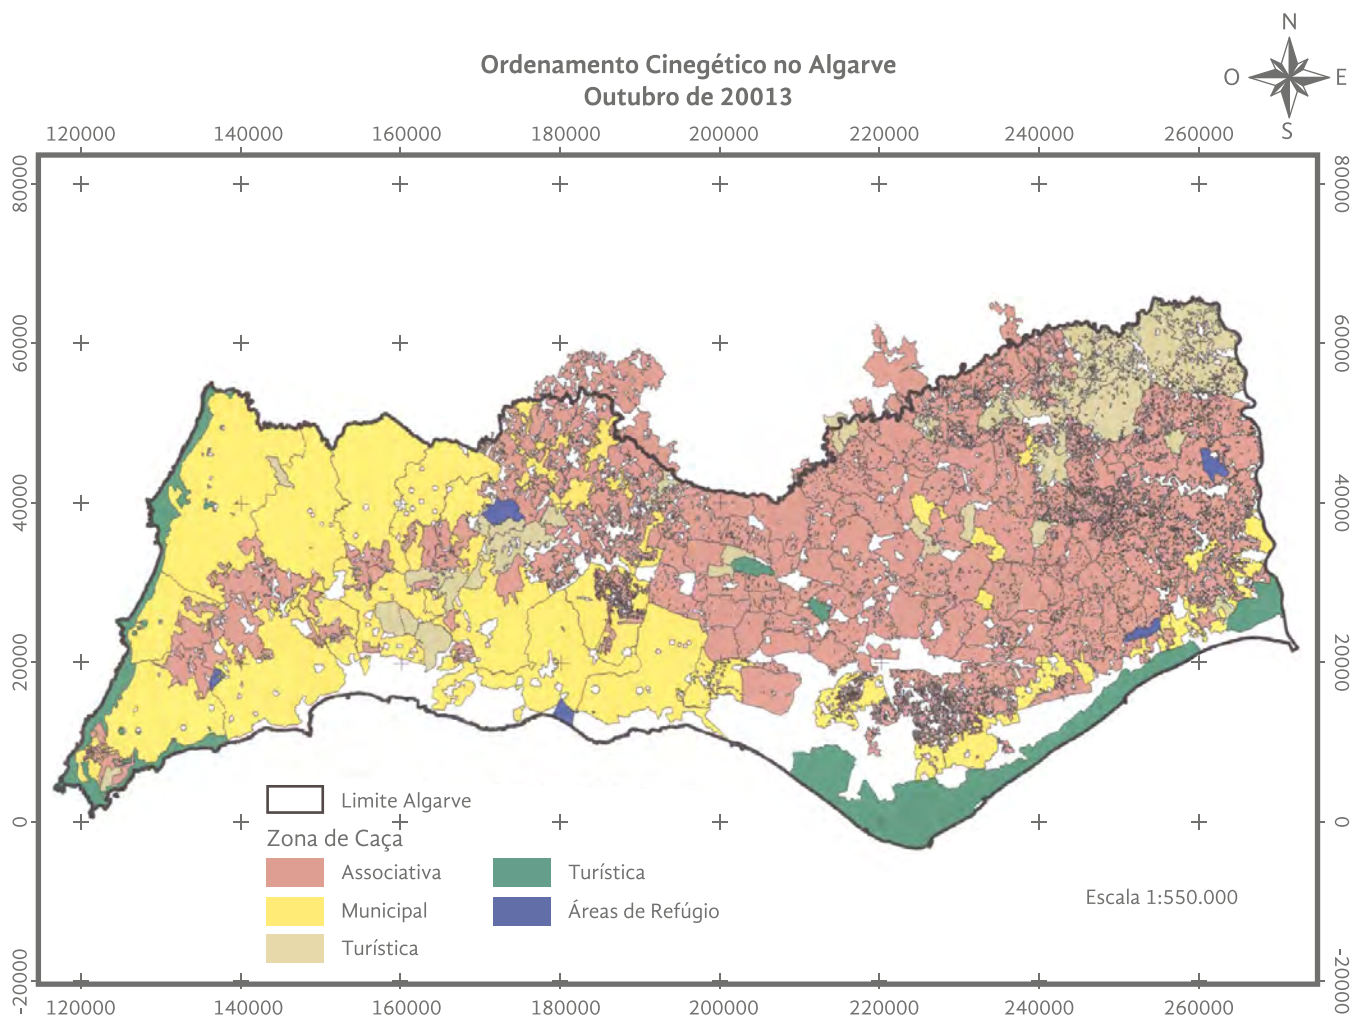 N
Ordenamento Cinegético no Algarve
O E
Outubro de 20013
S
120000 140000 160000 180000 200000 220000 240000 260000
80000 80000
60000 60000
40000 40000
20000 20000
Limite Algarve
0 0
Zona de Caça
Associativa Turística
Municipal Áreas de Refúgio
Escala 1:550.000
Turística
-20000 -20000
120000 140000 160000 180000 200000 220000 240000 260000